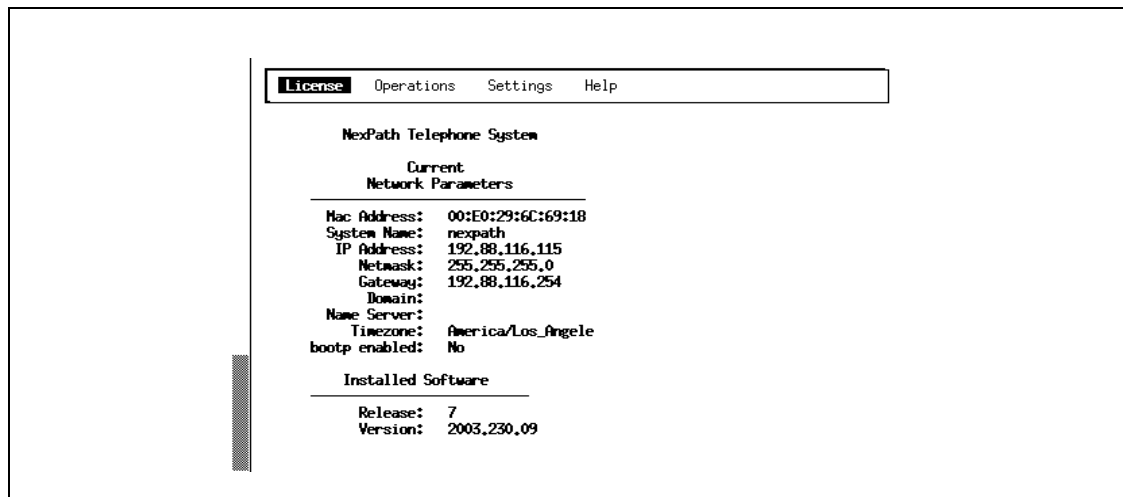 License Operations Settings Help
NexPath Telephone System
Current
Network Parameters
Mac Address: 00:E0:29:6C:69:18
System Name: nexpath
IP Address: 192.88.116.115
Netmask: 255.255.255.0
Gateway: 192.88.116.254
Domain:
Name Server:
Timezone: America/Los_Angele
bootp enabled: No
Installed Software
Release: 7
Version: 2003.230.09